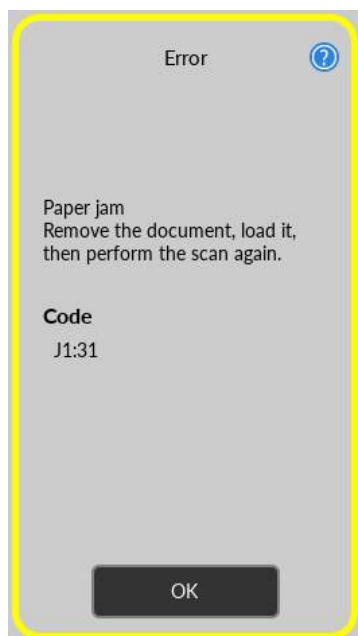 Error
?
Paper jam
Remove the document, load it,
then perform the scan again.
Code
J1:31
OK